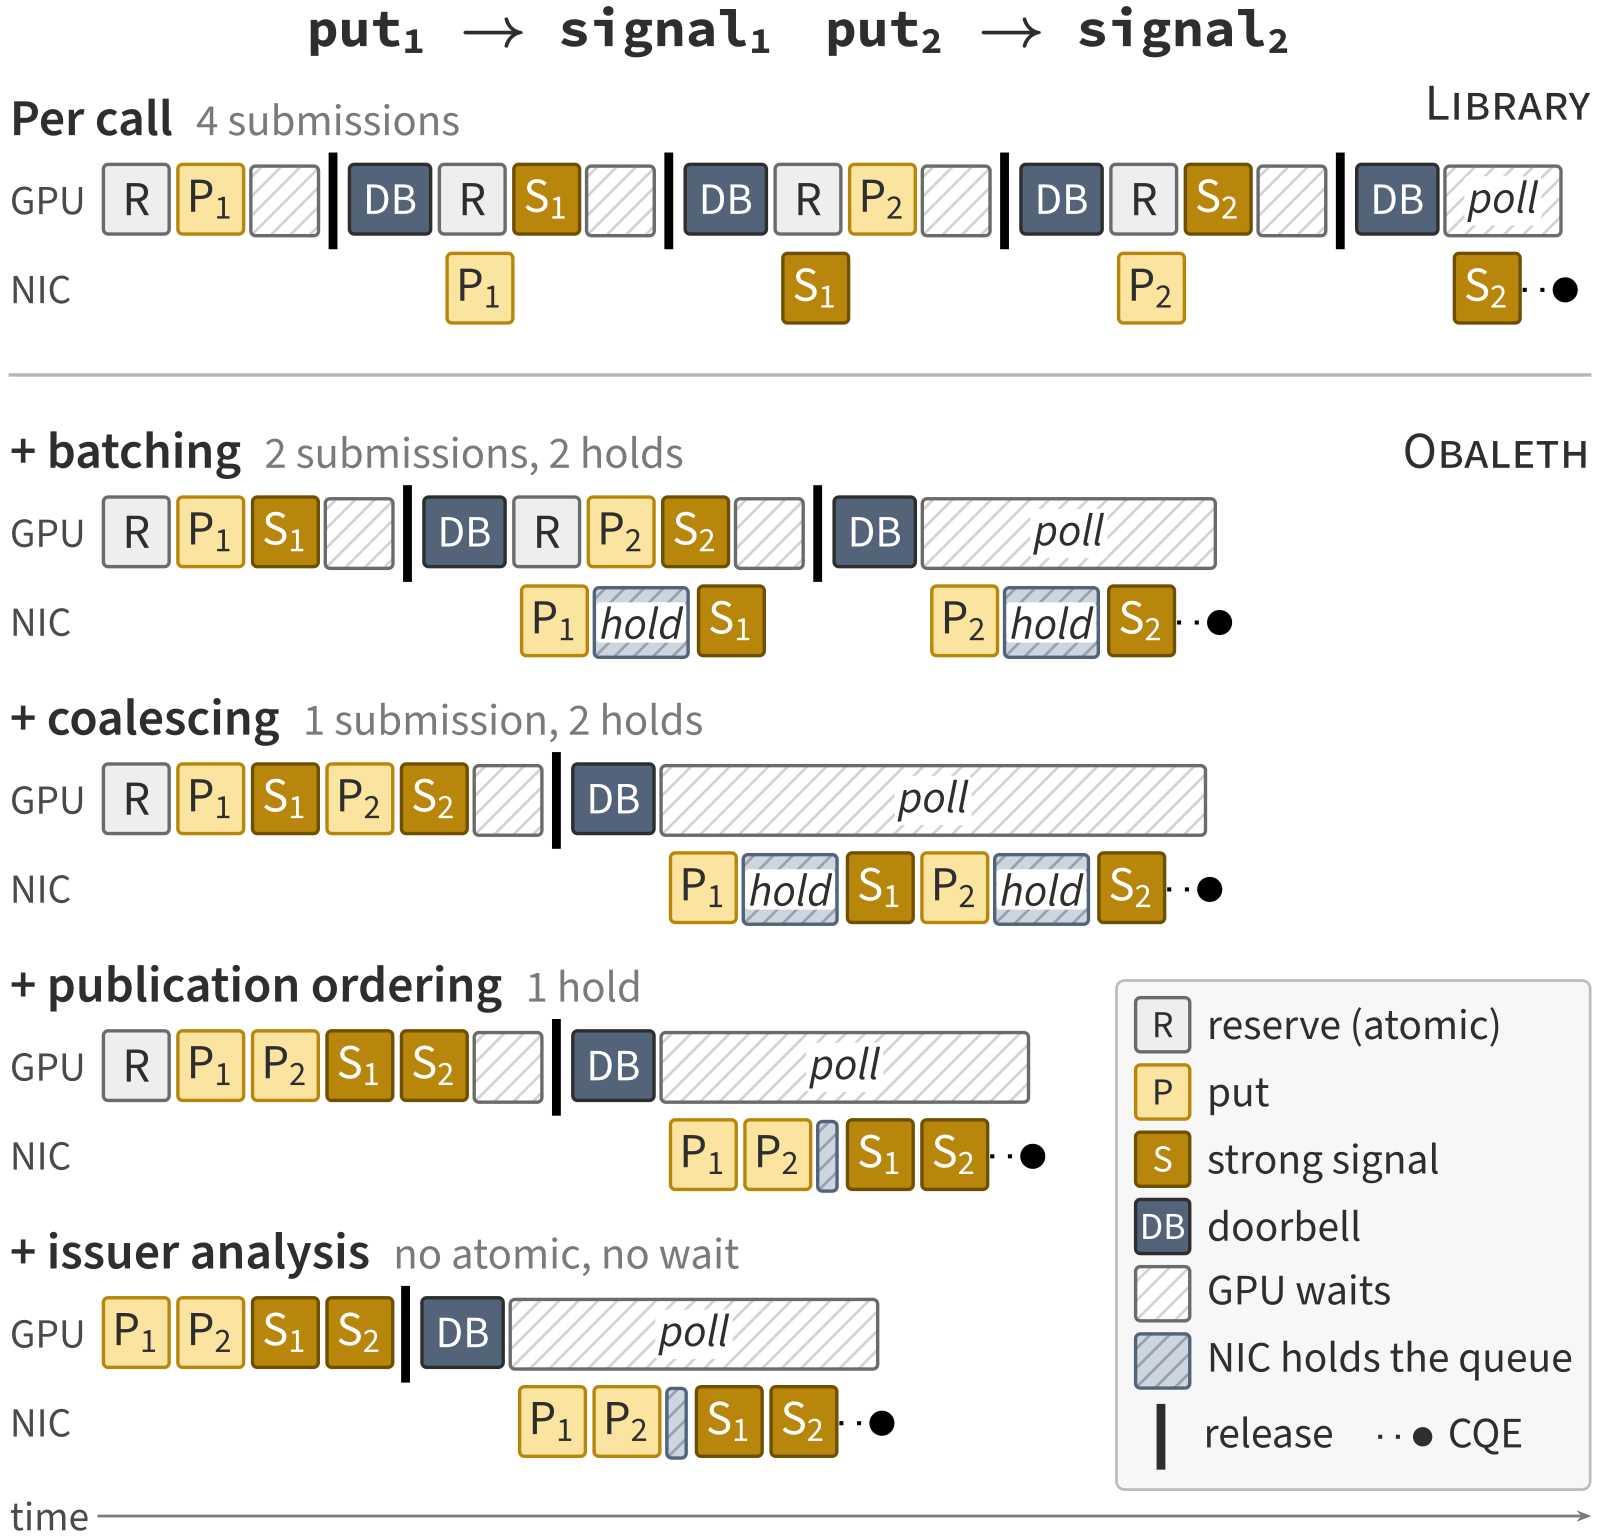 put₁ → signal₁ put₂ → signal₂
LIBRARY
Per call 4 submissions
GPU R P₁ DB R S₁ DB R P₂ DB R S₂ DB poll
NIC P₁ S₁ P₂ S₂
+ batching 2 submissions, 2 holds
OBALETH
GPU R P₁ S₁ DB R P₂ S₂ DB poll
NIC P₁ hold S₁ P₂ hold S₂
+ coalescing 1 submission, 2 holds
GPU R P₁ S₁ P₂ S₂ DB poll
NIC P₁ hold S₁ P₂ hold S₂
+ publication ordering 1 hold
GPU R P₁ P₂ S₁ S₂ DB poll
NIC P₁ P₂ S₁ S₂
+ issuer analysis no atomic, no wait
GPU P₁ P₂ S₁ S₂ DB poll
NIC P₁ P₂ S₁ S₂
R reserve (atomic)
P put
S strong signal
DB doorbell
GPU waits
NIC holds the queue
release CQE
time